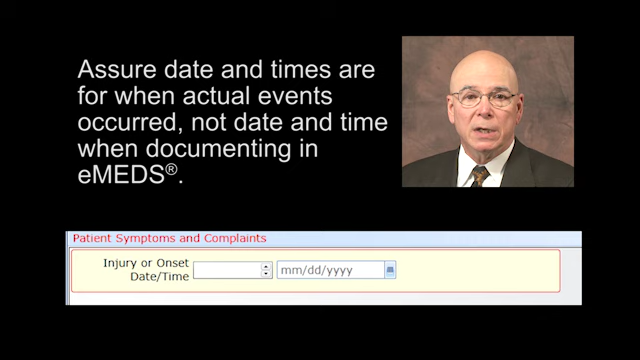 Assure date and times are
for when actual events
occurred, not date and time
when documenting in
eMEDS®.
Patient Symptoms and Complaints
Injury or Onset
Date/Time
mm/dd/yyyy